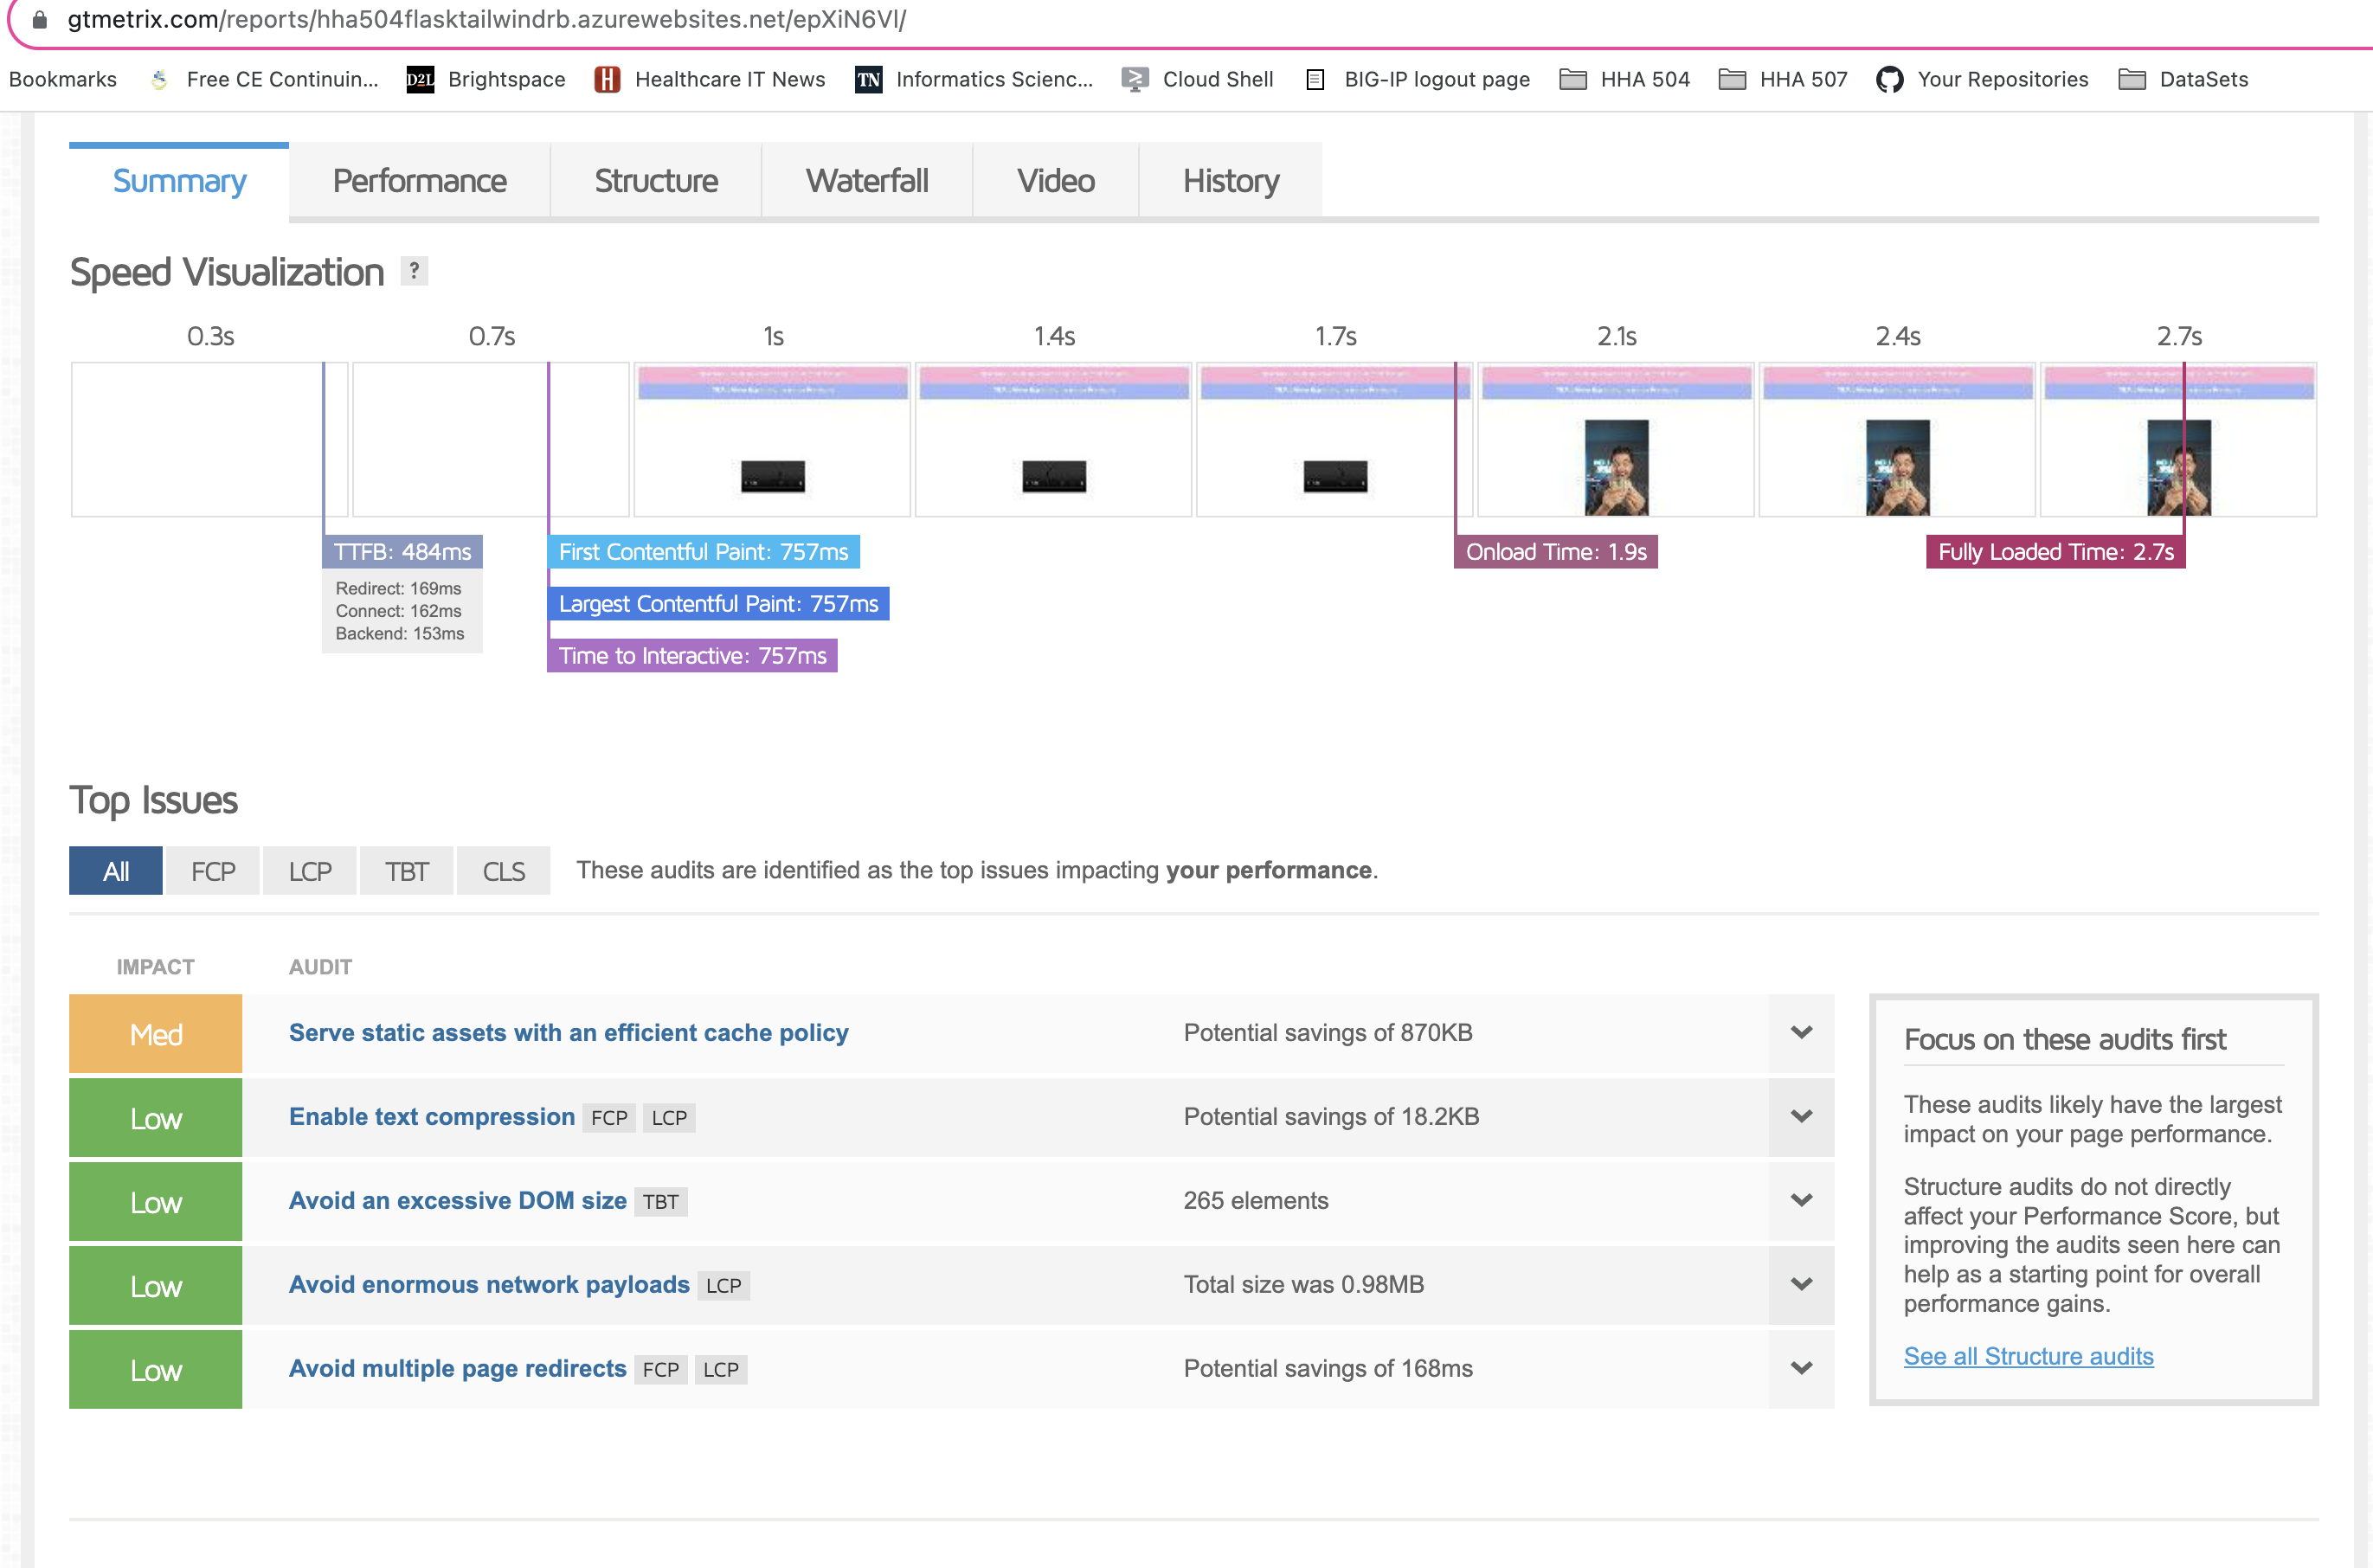 gtmetrix.com/reports/hha504flasktailwindrb.azurewebsites.net/epXiN6Vl/
Bookmarks Free CE Continuin... D2L Brightspace H Healthcare IT News TN Informatics Scienc... Cloud Shell BIG-IP logout page HHA 504 HHA 507 Your Repositories DataSets
Summary Performance Structure Waterfall Video History
Speed Visualization ?
0.3s 0.7s 1s 1.4s 1.7s 2.1s 2.4s 2.7s
TTFB: 484ms First Contentful Paint: 757ms Onload Time: 1.9s Fully Loaded Time: 2.7s
Redirect: 169ms
Connect: 162ms
Backend: 153ms
Largest Contentful Paint: 757ms
Time to Interactive: 757ms
Top Issues
All FCP LCP TBT CLS These audits are identified as the top issues impacting your performance.
IMPACT AUDIT
Med Serve static assets with an efficient cache policy Potential savings of 870KB
Low Enable text compression FCP LCP Potential savings of 18.2KB
Low Avoid an excessive DOM size TBT 265 elements
Low Avoid enormous network payloads LCP Total size was 0.98MB
Low Avoid multiple page redirects FCP LCP Potential savings of 168ms
Focus on these audits first
These audits likely have the largest
impact on your page performance.
Structure audits do not directly
affect your Performance Score, but
improving the audits seen here can
help as a starting point for overall
performance gains.
See all Structure audits